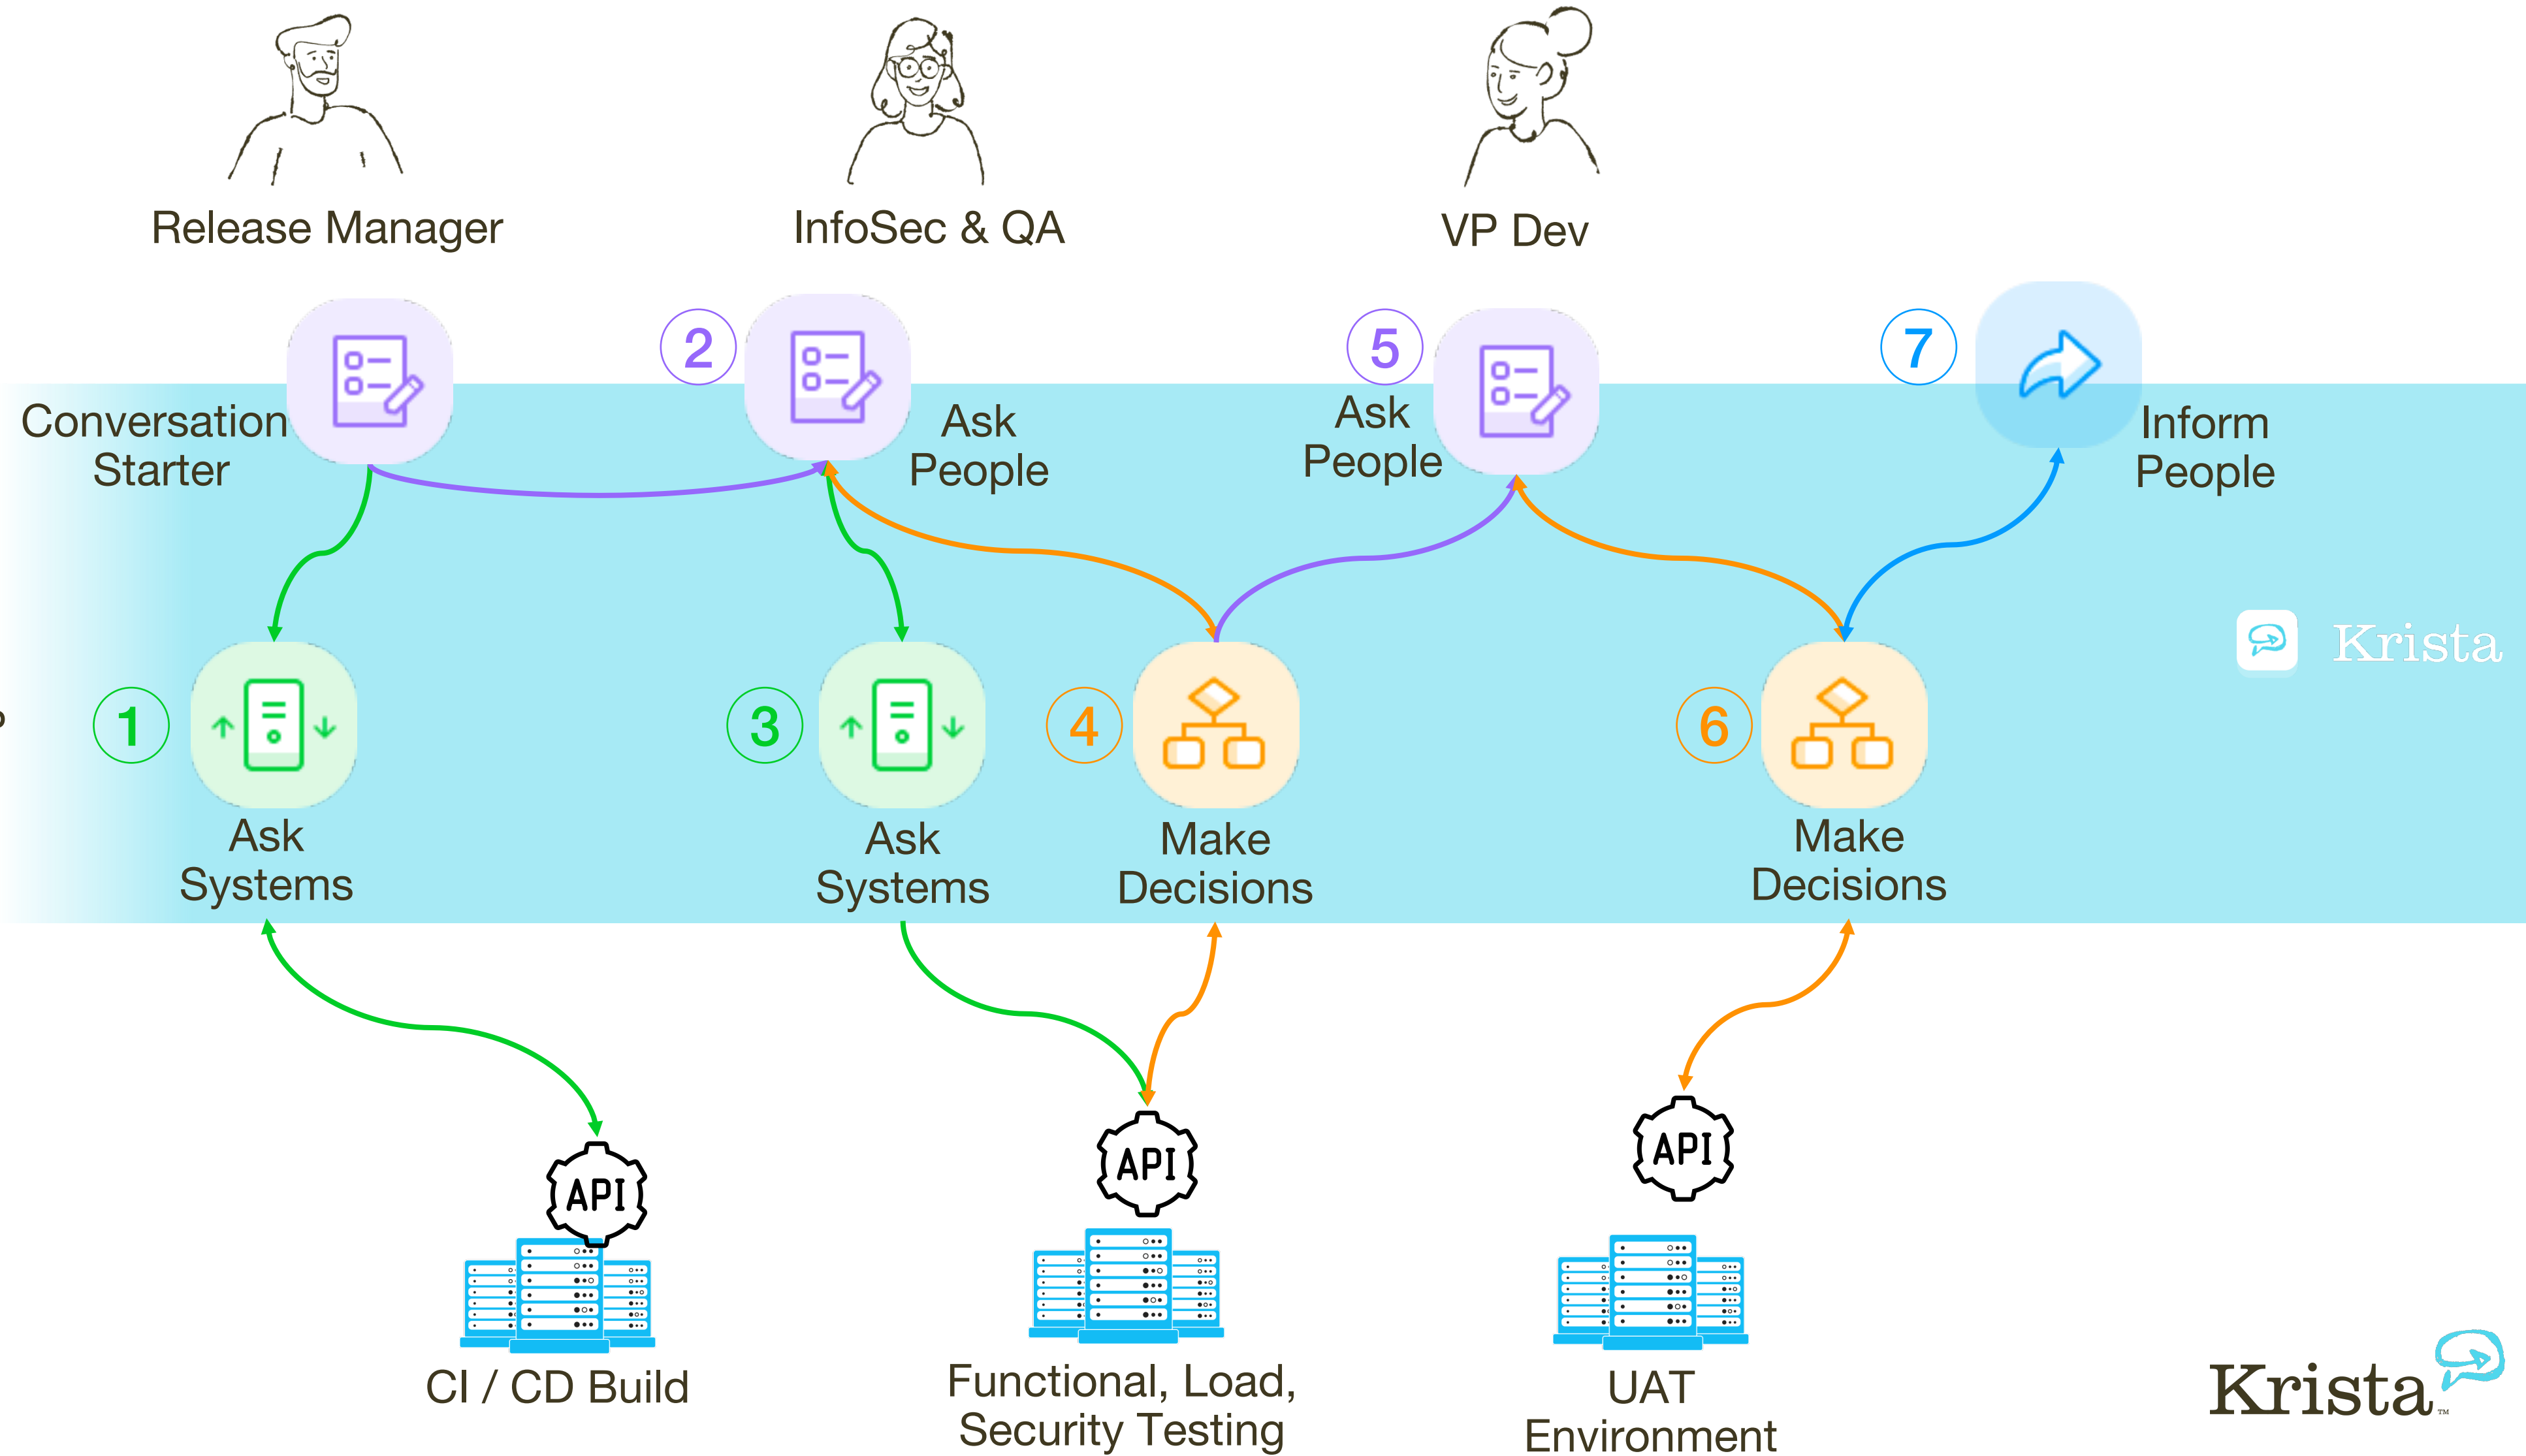 Release Manager
InfoSec & QA
VP Dev
2
5
7
Conversation
Starter
Ask
People
Ask
People
Inform
People
Krista
1
3
4
6
Ask
Systems
Ask
Systems
Make
Decisions
Make
Decisions
API
API
API
CI / CD Build
Functional, Load,
Security Testing
UAT
Environment
Krista™